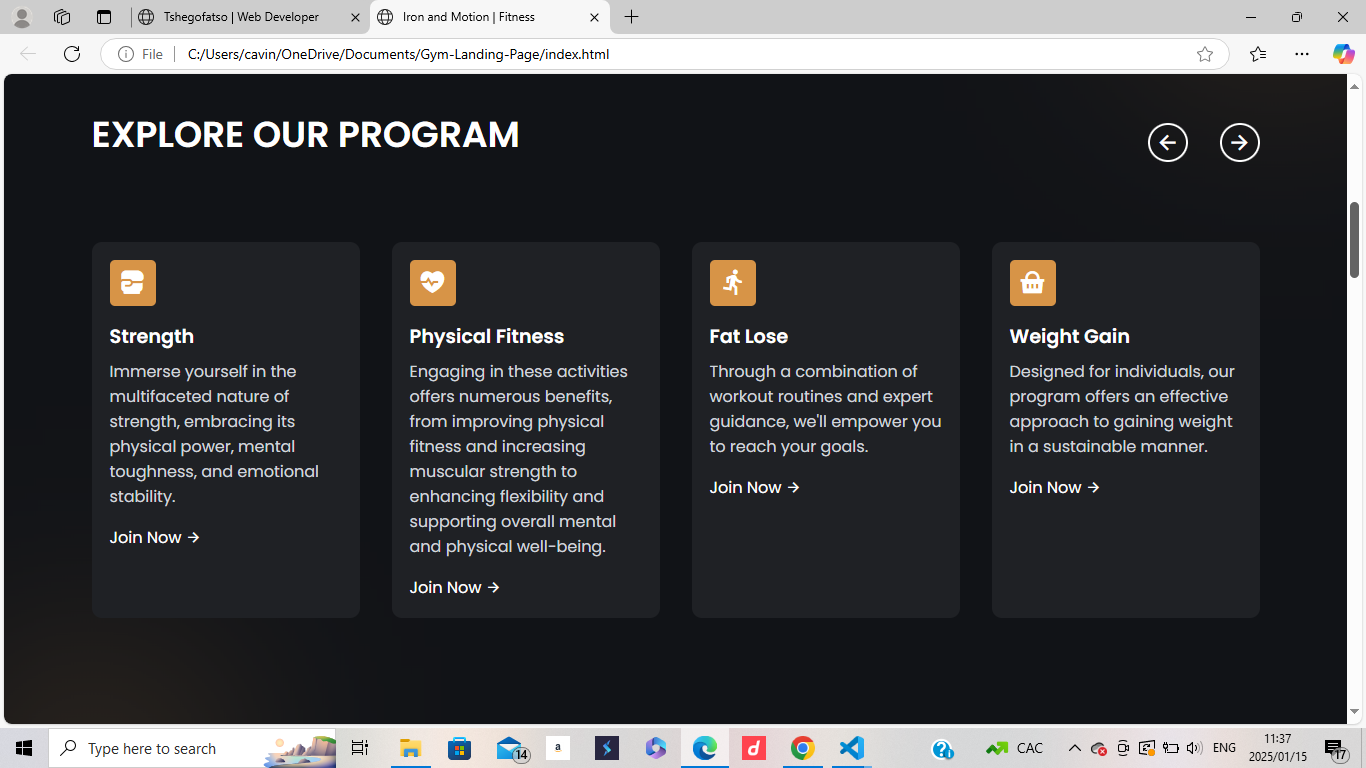 Tshegofatso | Web Developer
Iron and Motion | Fitness
File
C:/Users/cavin/OneDrive/Documents/Gym-Landing-Page/index.html
EXPLORE OUR PROGRAM
Strength
Immerse yourself in the
multifaceted nature of
strength, embracing its
physical power, mental
toughness, and emotional
stability.
Join Now →
Physical Fitness
Engaging in these activities
offers numerous benefits,
from improving physical
fitness and increasing
muscular strength to
enhancing flexibility and
supporting overall mental
and physical well-being.
Join Now →
Fat Lose
Through a combination of
workout routines and expert
guidance, we'll empower you
to reach your goals.
Join Now →
Weight Gain
Designed for individuals, our
program offers an effective
approach to gaining weight
in a sustainable manner.
Join Now →
Type here to search
14
a
d
CAC
ENG
11:37
2025/01/15
17